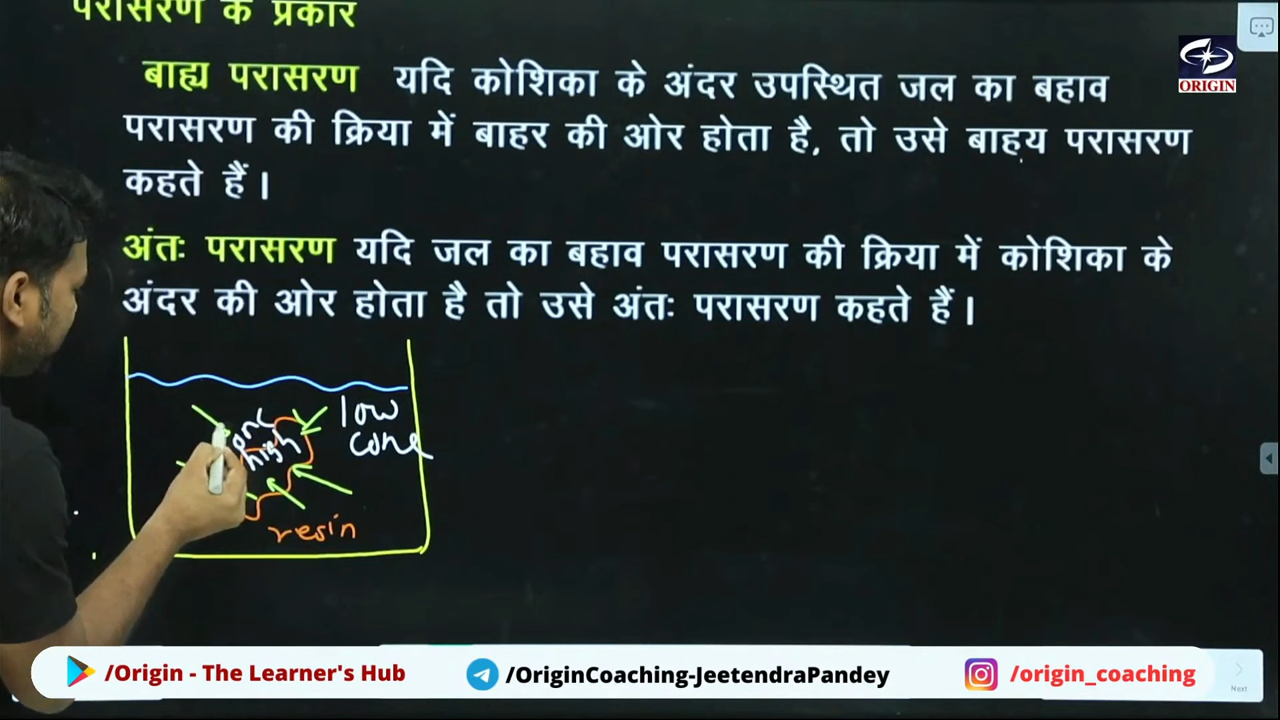 परासरण के प्रकार
ORIGIN
बाह्य परासरण यदि कोशिका के अंदर उपस्थित जल का बहाव
परासरण की क्रिया में बाहर की ओर होता है, तो उसे बाहय परासरण
कहते हैं।
अंतः परासरण यदि जल का बहाव परासरण की क्रिया में कोशिका के
अंदर की ओर होता है तो उसे अंतः परासरण कहते हैं।
low
conc
high
resin
/Origin - The Learner's Hub
/OriginCoaching-JeetendraPandey
/origin_coaching
Next